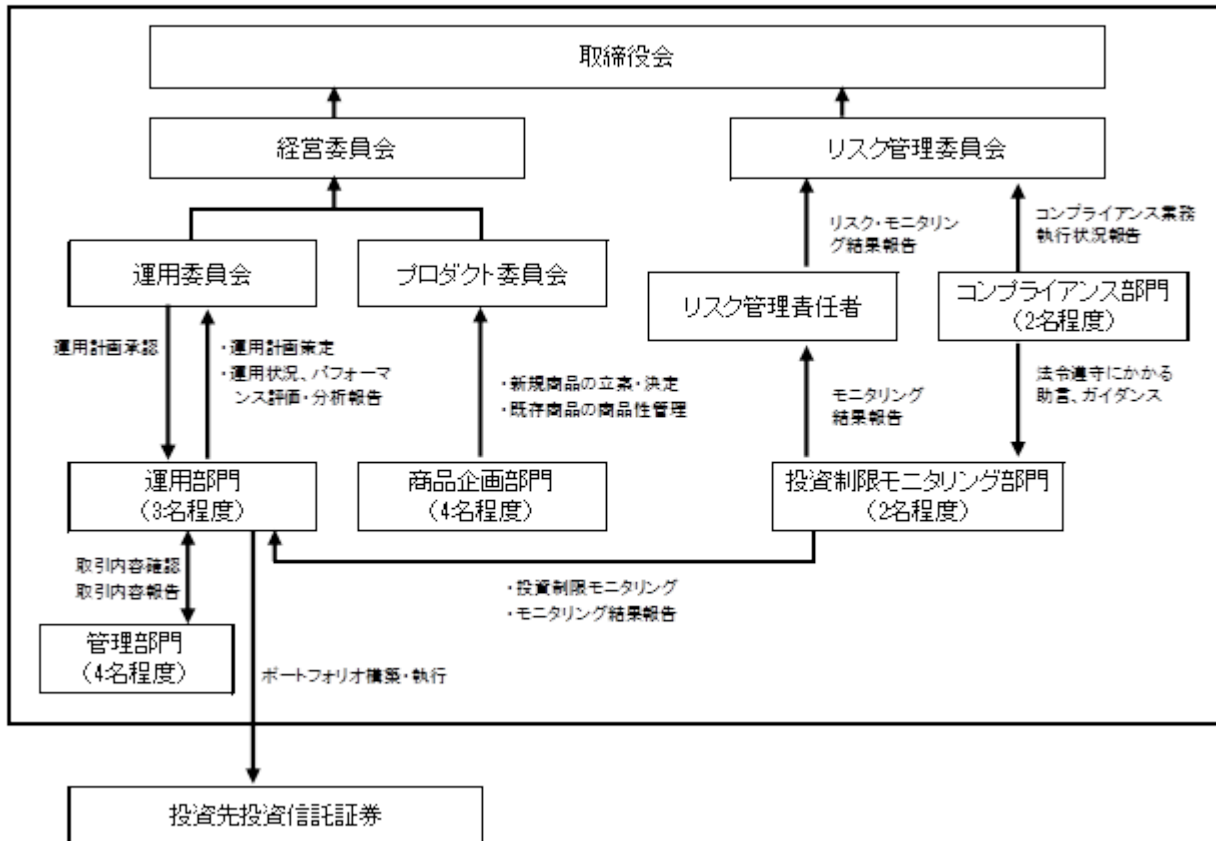 取締役会
経営委員会
リスク管理委員会
リスク・モニタリン
グ結果報告
コンプライアンス業務
執行状況報告
運用委員会
プロダクト委員会
リスク管理責任者
コンプライアンス部門
（2名程度）
運用計画承認
・運用計画策定
・運用状況、パフォーマ
ンス評価・分析報告
・新規商品の立案・決定
・既存商品の商品性管理
モニタリング
結果報告
法令遵守にかかる
助言、ガイダンス
運用部門
（3名程度）
商品企画部門
（4名程度）
投資制限モニタリング部門
（2名程度）
取引内容確認
取引内容報告
・投資制限モニタリング
・モニタリング結果報告
管理部門
（4名程度）
ポートフォリオ構築・執行
投資先投資信託証券